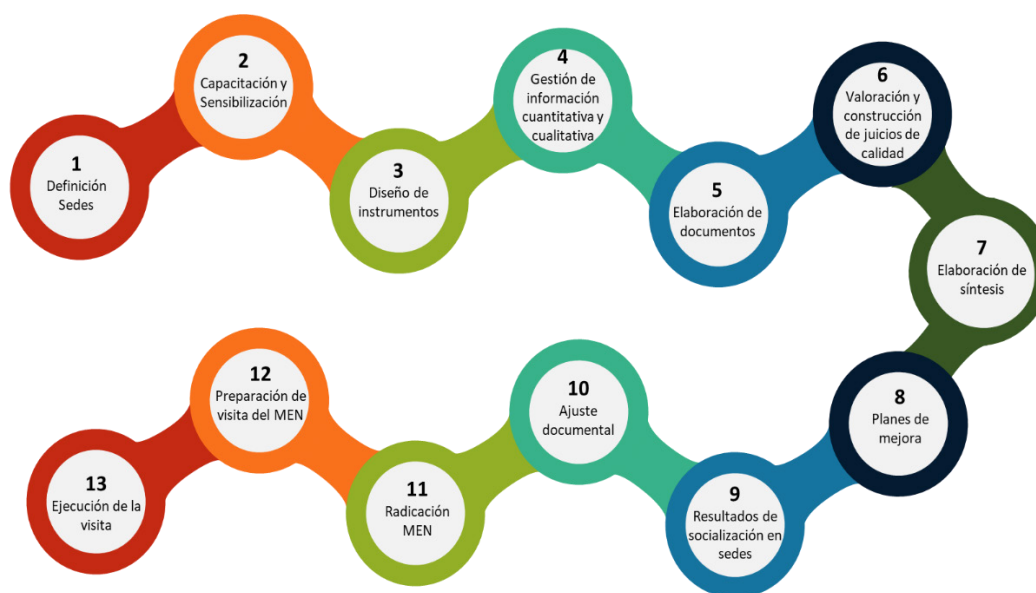 1
Definición
Sedes
2
Capacitación y
Sensibilización
3
Diseño de
instrumentos
4
Gestión de
información
cuantitativa y
cualitativa
5
Elaboración de
documentos
6
Valoración y
construcción
de juicios de
calidad
7
Elaboración de
síntesis
8
Planes de
mejora
9
Resultados de
socialización en
sedes
10
Ajuste
documental
11
Radicación
MEN
12
Preparación de
visita del MEN
13
Ejecución de la
visita